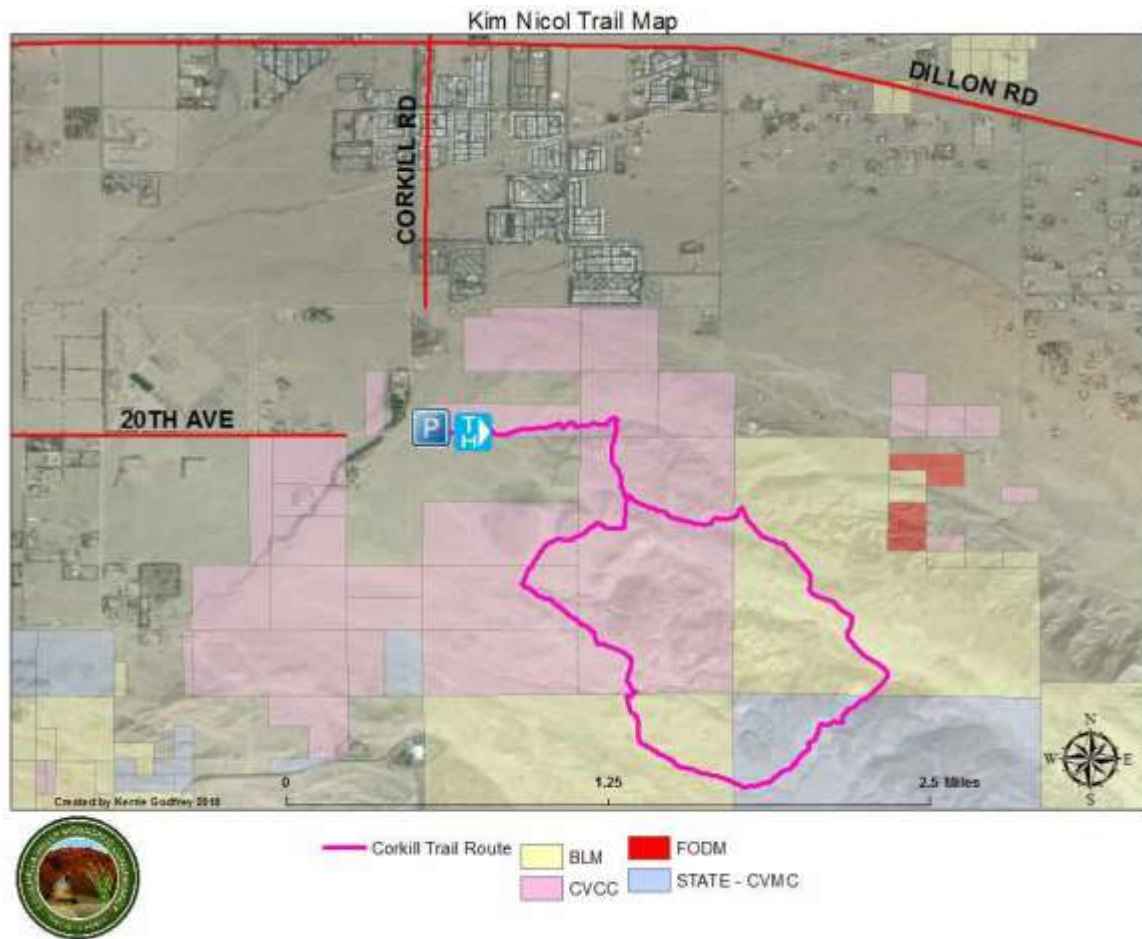 Kim Nicol Trail Map
DILLON RD
CORKILL RD
20TH AVE
P
TH
N
W E
S
0 1.25 2.5 Miles
Created by Kerrie Godfrey 2018
Corkill Trail Route
BLM
FODM
CVCC
STATE - CVMC